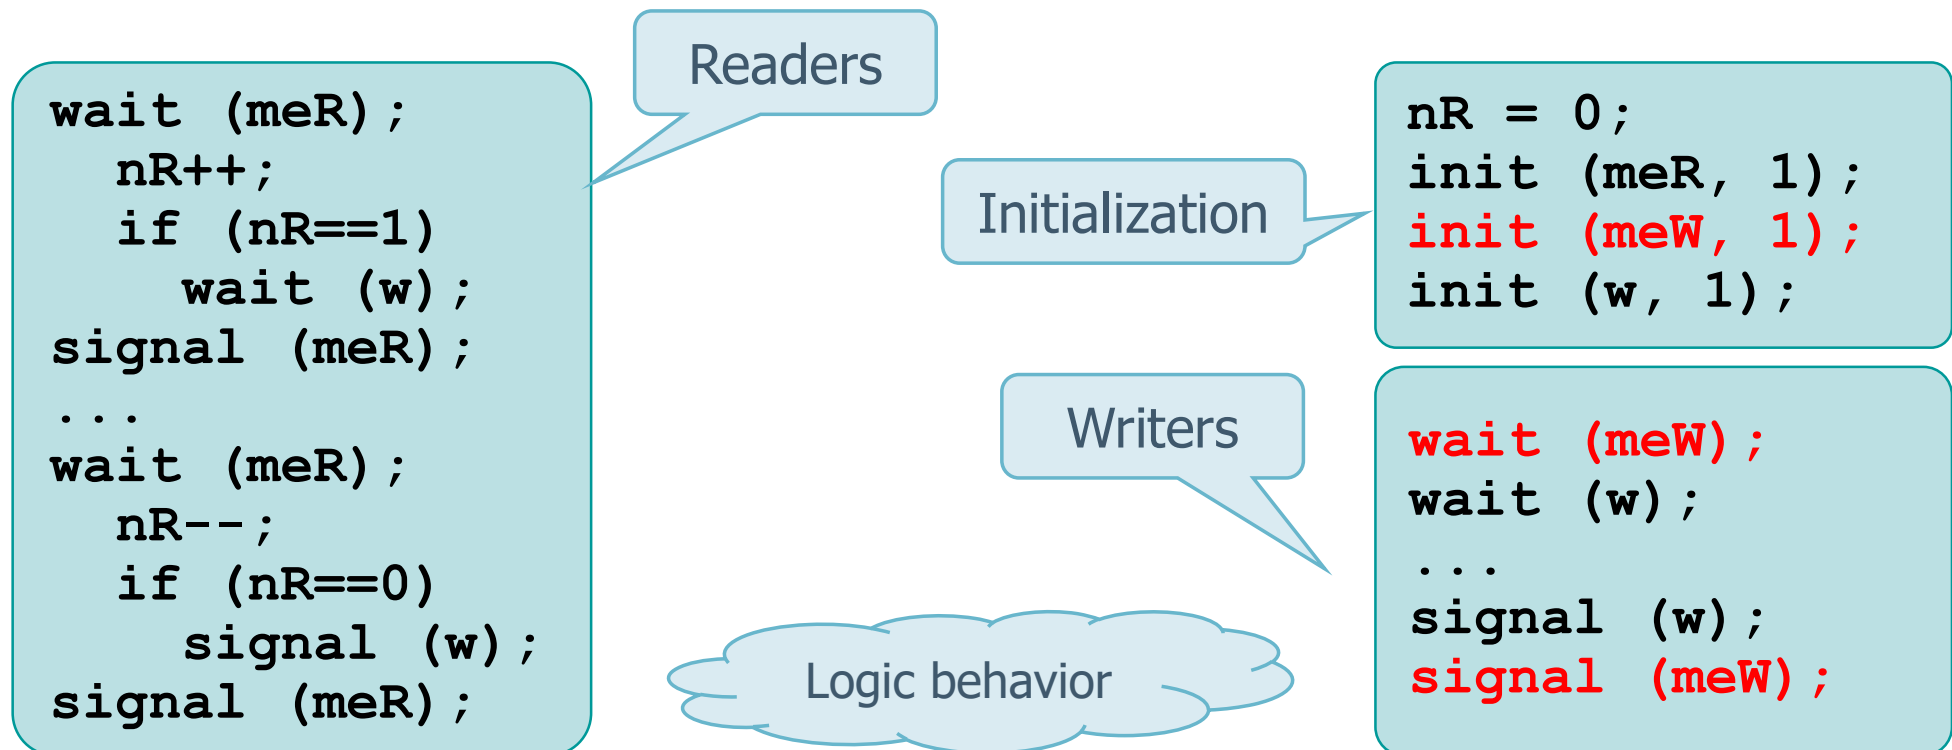 Readers
wait (meR);
nR++;
if (nR==1)
wait (w);
signal (meR);
...
wait (meR);
nR--;
if (nR==0)
signal (w);
signal (meR);
Initialization
nR = 0;
init (meR, 1);
init (meW, 1);
init (w, 1);
Writers
wait (meW);
wait (w);
...
signal (w);
signal (meW);
Logic behavior